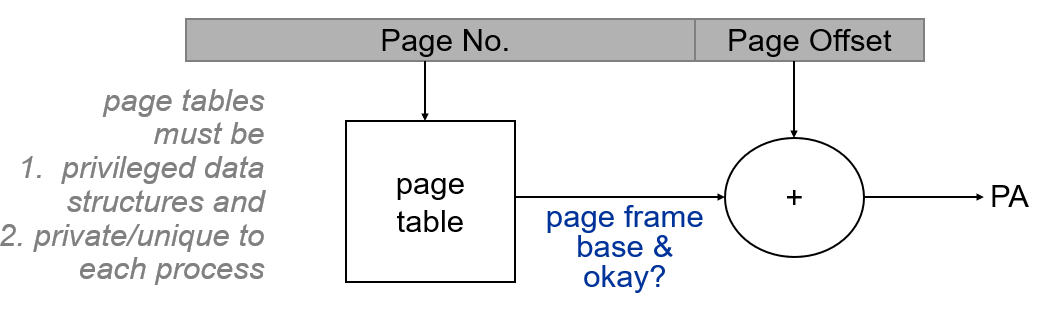 Page No.
Page Offset
page tables
must be
1. privileged data
structures and
2. private/unique to
each process
page
table
page frame
base &
okay?
+
PA